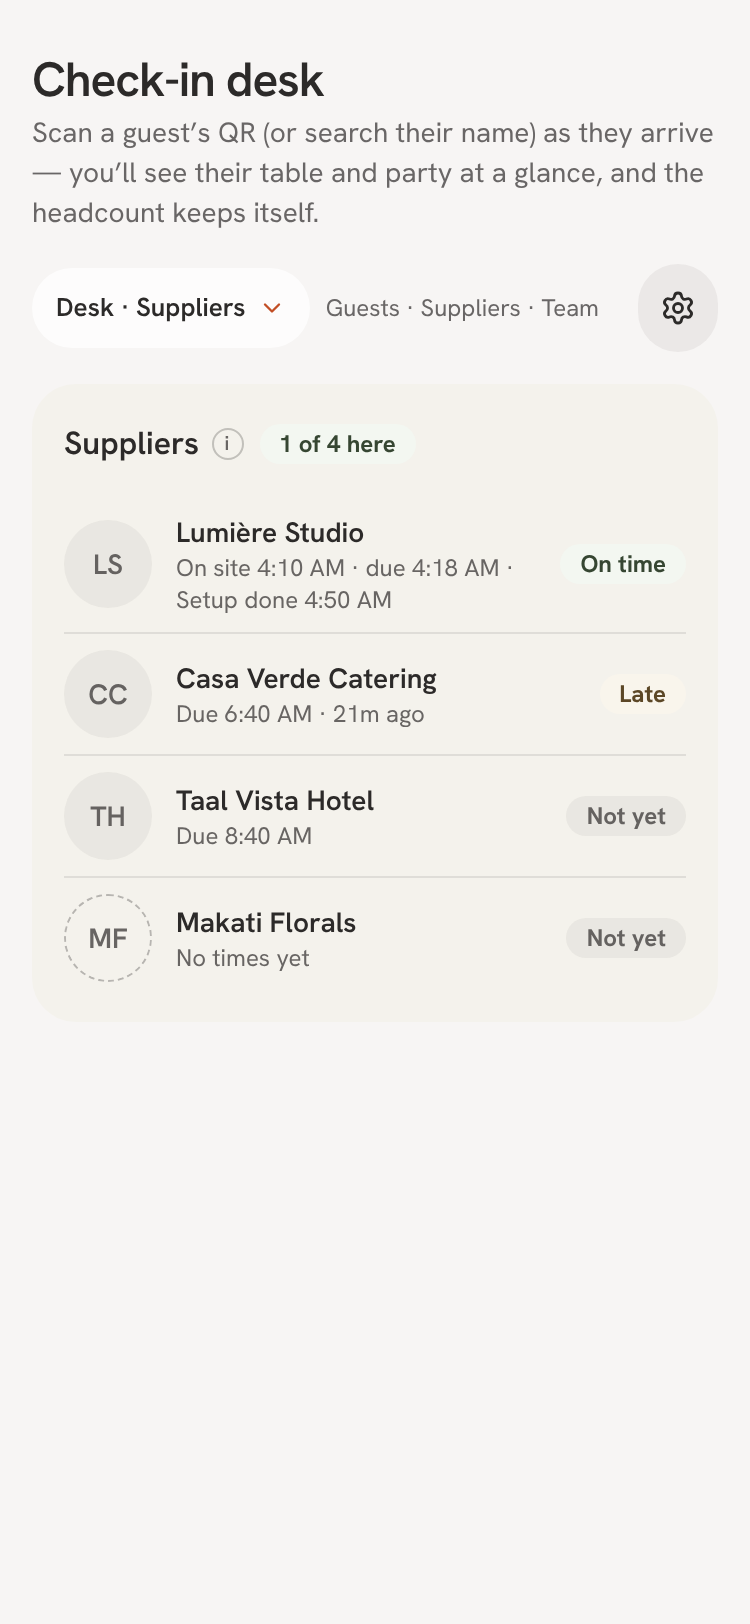 Check-in desk
Scan a guest’s QR (or search their name) as they arrive
— you’ll see their table and party at a glance, and the
headcount keeps itself.
Desk · Suppliers
Guests · Suppliers · Team
Suppliers i 1 of 4 here
LS
Lumière Studio
On site 4:10 AM · due 4:18 AM ·
Setup done 4:50 AM
On time
CC
Casa Verde Catering
Due 6:40 AM · 21m ago
Late
TH
Taal Vista Hotel
Due 8:40 AM
Not yet
MF
Makati Florals
No times yet
Not yet